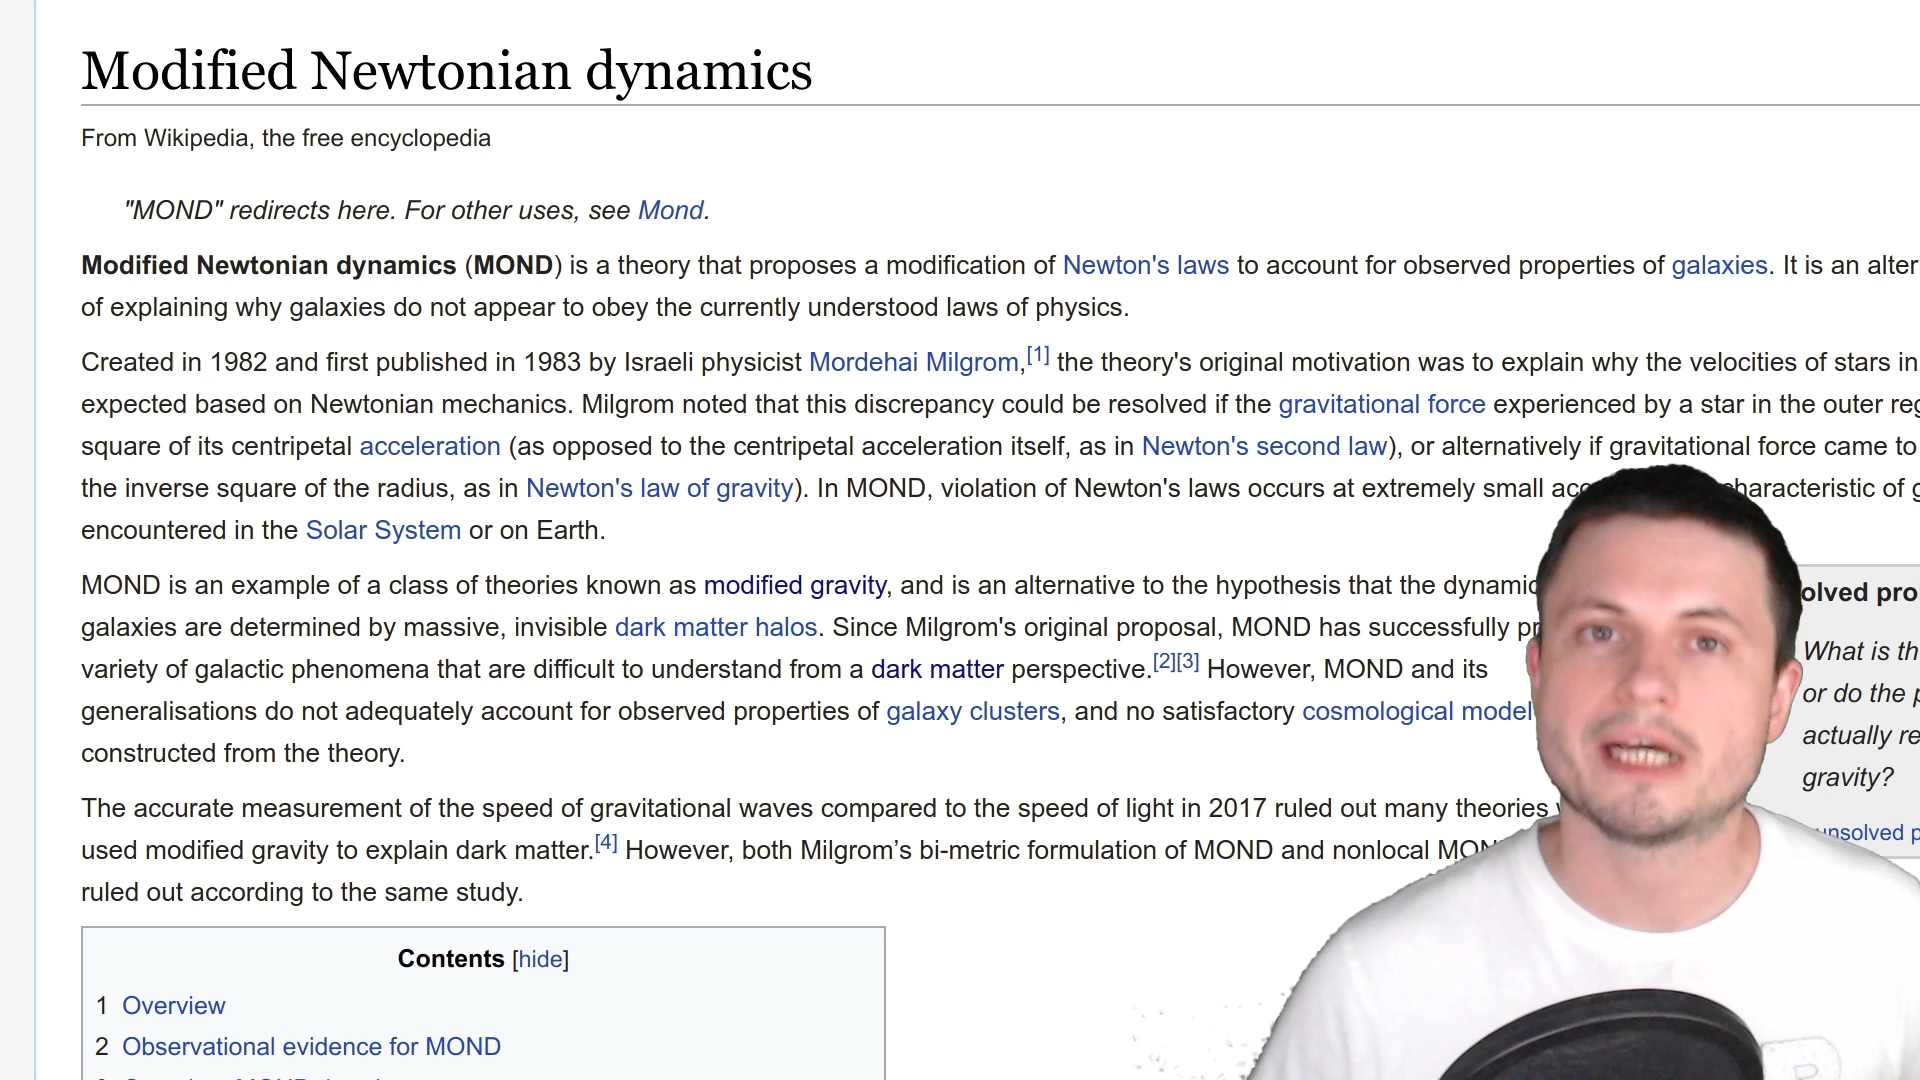 Modified Newtonian dynamics
From Wikipedia, the free encyclopedia
"MOND" redirects here. For other uses, see Mond.
Modified Newtonian dynamics (MOND) is a theory that proposes a modification of Newton's laws to account for observed properties of galaxies. It is an
of explaining why galaxies do not appear to obey the currently understood laws of physics.
Created in 1982 and first published in 1983 by Israeli physicist Mordehai Milgrom,[1] the theory's original motivation was to explain why the velocities of stars in
expected based on Newtonian mechanics. Milgrom noted that this discrepancy could be resolved if the gravitational force experienced by a star in the outer
square of its centripetal acceleration (as opposed to the centripetal acceleration itself, as in Newton's second law), or alternatively if gravitational force came to
the inverse square of the radius, as in Newton's law of gravity). In MOND, violation of Newton's laws occurs at extremely small characteristic of
encountered in the Solar System or on Earth.
MOND is an example of a class of theories known as modified gravity, and is an alternative to the hypothesis that the
galaxies are determined by massive, invisible dark matter halos. Since Milgrom's original proposal, MOND has successfully
variety of galactic phenomena that are difficult to understand from a dark matter perspective.[2][3] However, MOND and its
generalisations do not adequately account for observed properties of galaxy clusters, and no satisfactory cosmological model
constructed from the theory.
The accurate measurement of the speed of gravitational waves compared to the speed of light in 2017 ruled out many theories
used modified gravity to explain dark matter.[4] However, both Milgrom’s bi-metric formulation of MOND and nonlocal
ruled out according to the same study.
What is
or do the
actually
gravity?
unsolved
Contents [hide]
1 Overview
2 Observational evidence for MOND